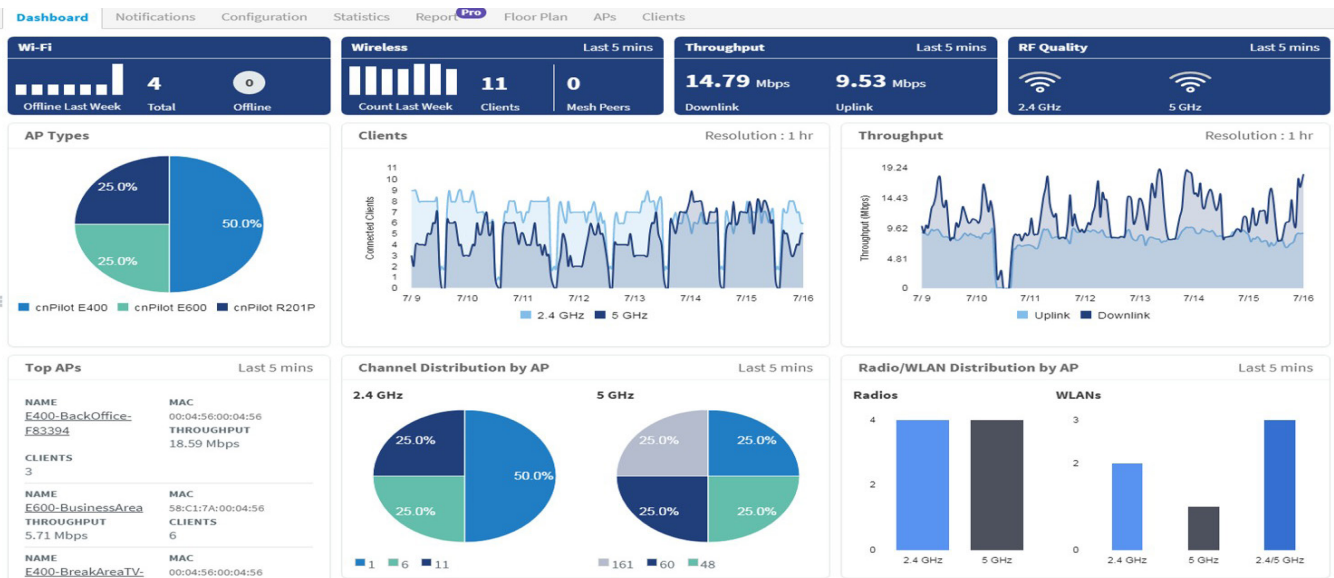 Dashboard Notifications Configuration Statistics Report Pro Floor Plan APs Clients
Wi-Fi
4
0
Offline Last Week Total Offline
Wireless Last 5 mins
11 0
Count Last Week Clients Mesh Peers
Throughput Last 5 mins
14.79 Mbps 9.53 Mbps
Downlink Uplink
RF Quality Last 5 mins
2.4 GHz 5 GHz
AP Types
25.0%
50.0%
25.0%
cnPilot E400 cnPilot E600 cnPilot R201P
Clients Resolution : 1 hr
Connected Clients
11
10
9
8
7
6
5
4
3
2
1
0
7/ 9 7/10 7/11 7/12 7/13 7/14 7/15 7/16
2.4 GHz 5 GHz
Throughput Resolution : 1 hr
Throughput (Mbps)
19.24
14.43
9.62
4.81
0
7/ 9 7/10 7/11 7/12 7/13 7/14 7/15 7/16
Uplink Downlink
Top APs Last 5 mins
NAME MAC
E400-BackOffice- 00:04:56:00:04:56
F83394 THROUGHPUT
18.59 Mbps
CLIENTS
3
NAME MAC
E600-BusinessArea 58:C1:7A:00:04:56
THROUGHPUT CLIENTS
5.71 Mbps 6
NAME MAC
E400-BreakAreaTV- 00:04:56:00:04:56
Channel Distribution by AP Last 5 mins
2.4 GHz
25.0%
50.0%
25.0%
1 6 11
5 GHz
25.0% 25.0%
25.0% 25.0%
161 60 48
Radio/WLAN Distribution by AP Last 5 mins
Radios
4
2
0
2.4 GHz 5 GHz
WLANs
3
2
0
2.4 GHz 5 GHz 2.4/5 GHz